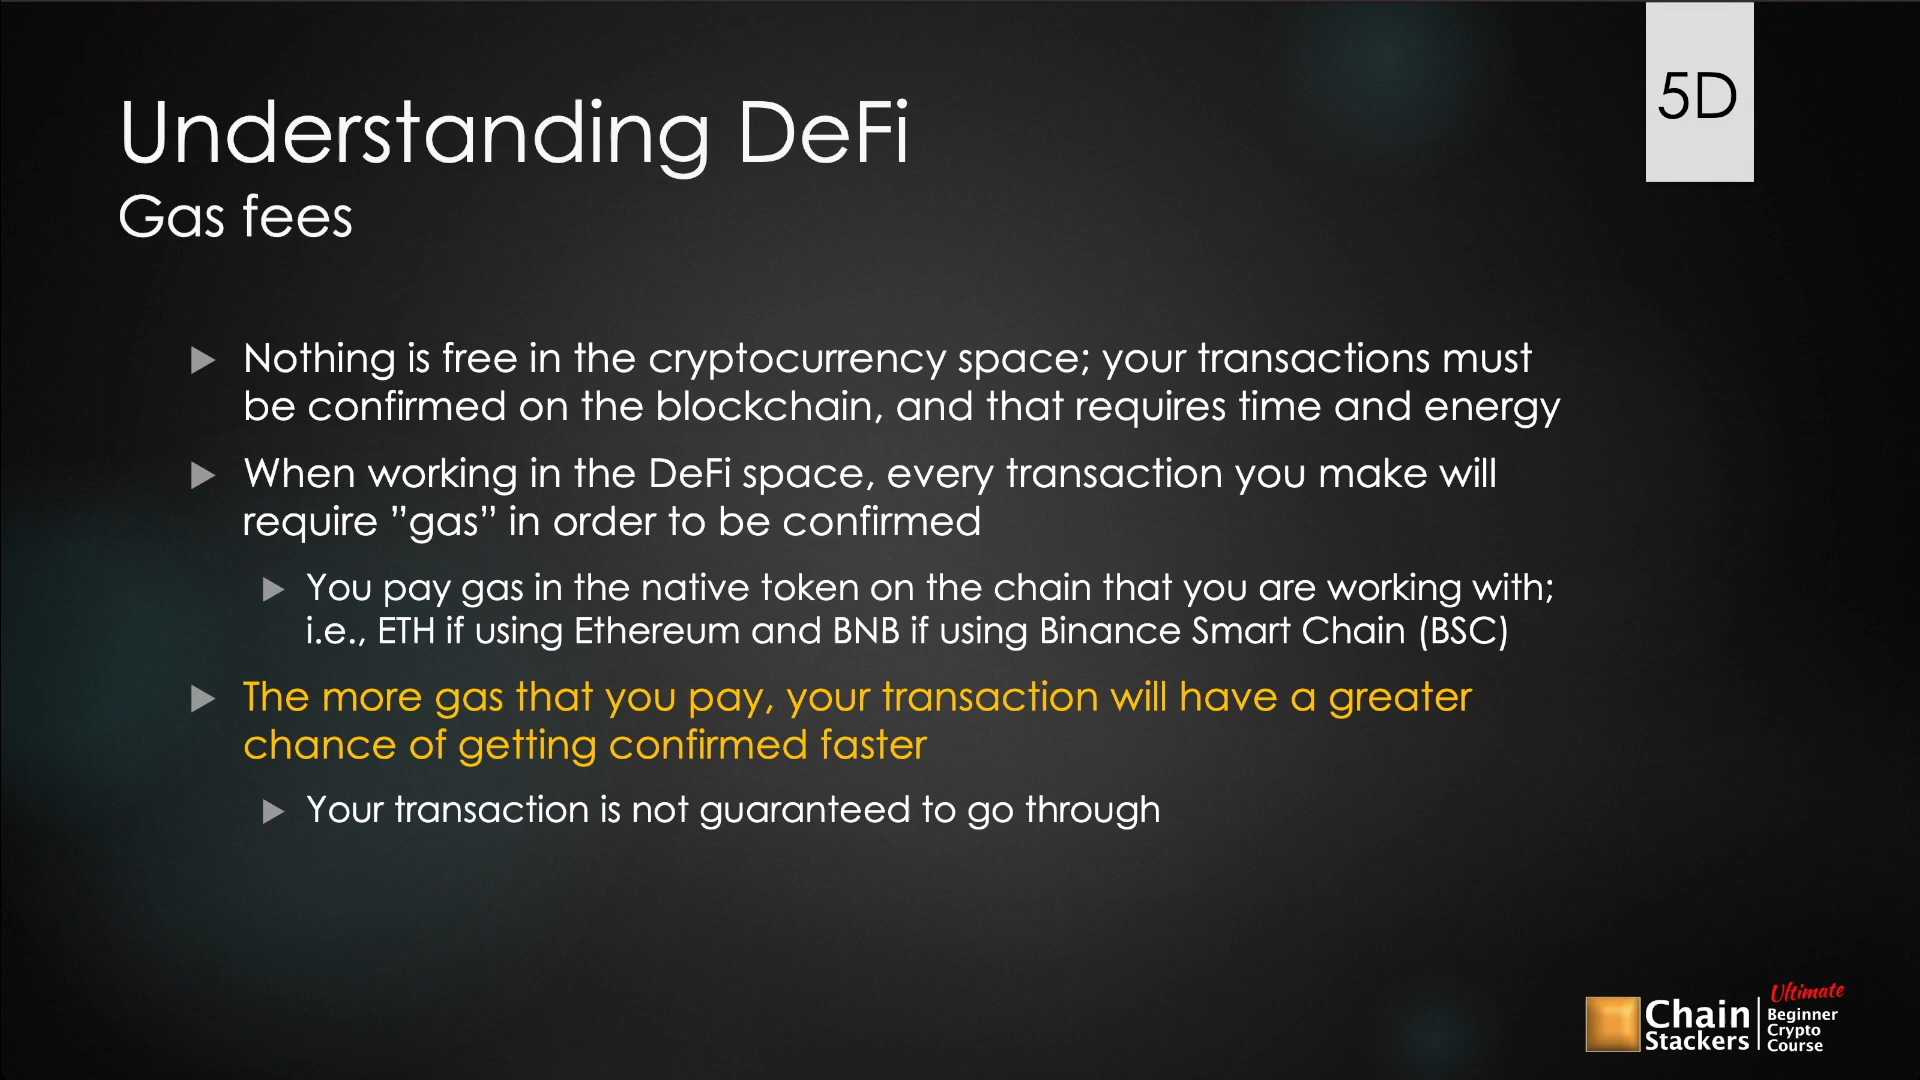 5D
Understanding DeFi
Gas fees
Nothing is free in the cryptocurrency space; your transactions must
be confirmed on the blockchain, and that requires time and energy
When working in the DeFi space, every transaction you make will
require ”gas” in order to be confirmed
You pay gas in the native token on the chain that you are working with;
i.e., ETH if using Ethereum and BNB if using Binance Smart Chain (BSC)
The more gas that you pay, your transaction will have a greater
chance of getting confirmed faster
Your transaction is not guaranteed to go through
Chain
Stackers
Ultimate
Beginner
Crypto
Course